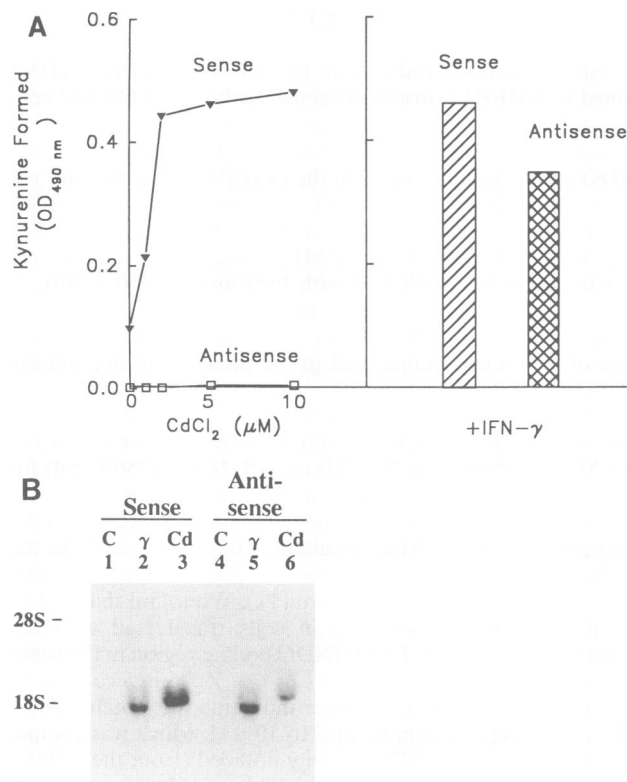 A
Kynurenine Formed
(OD490 nm)
0.6
0.4
0.2
0.0
Sense
Antisense
0
5
10
CdCl2 (μM)
Sense
Antisense
+IFN-γ
B
Sense
Anti-
sense
C γ Cd C γ Cd
1 2 3 4 5 6
28S -
18S -